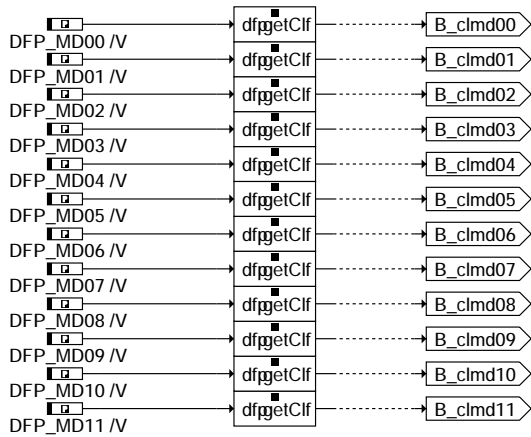 dfpgetClf B_clmd00
DFP_MD00 /V
dfpgetClf B_clmd01
DFP_MD01 /V
dfpgetClf B_clmd02
DFP_MD02 /V
dfpgetClf B_clmd03
DFP_MD03 /V
dfpgetClf B_clmd04
DFP_MD04 /V
dfpgetClf B_clmd05
DFP_MD05 /V
dfpgetClf B_clmd06
DFP_MD06 /V
dfpgetClf B_clmd07
DFP_MD07 /V
dfpgetClf B_clmd08
DFP_MD08 /V
dfpgetClf B_clmd09
DFP_MD09 /V
dfpgetClf B_clmd10
DFP_MD10 /V
dfpgetClf B_clmd11
DFP_MD11 /V